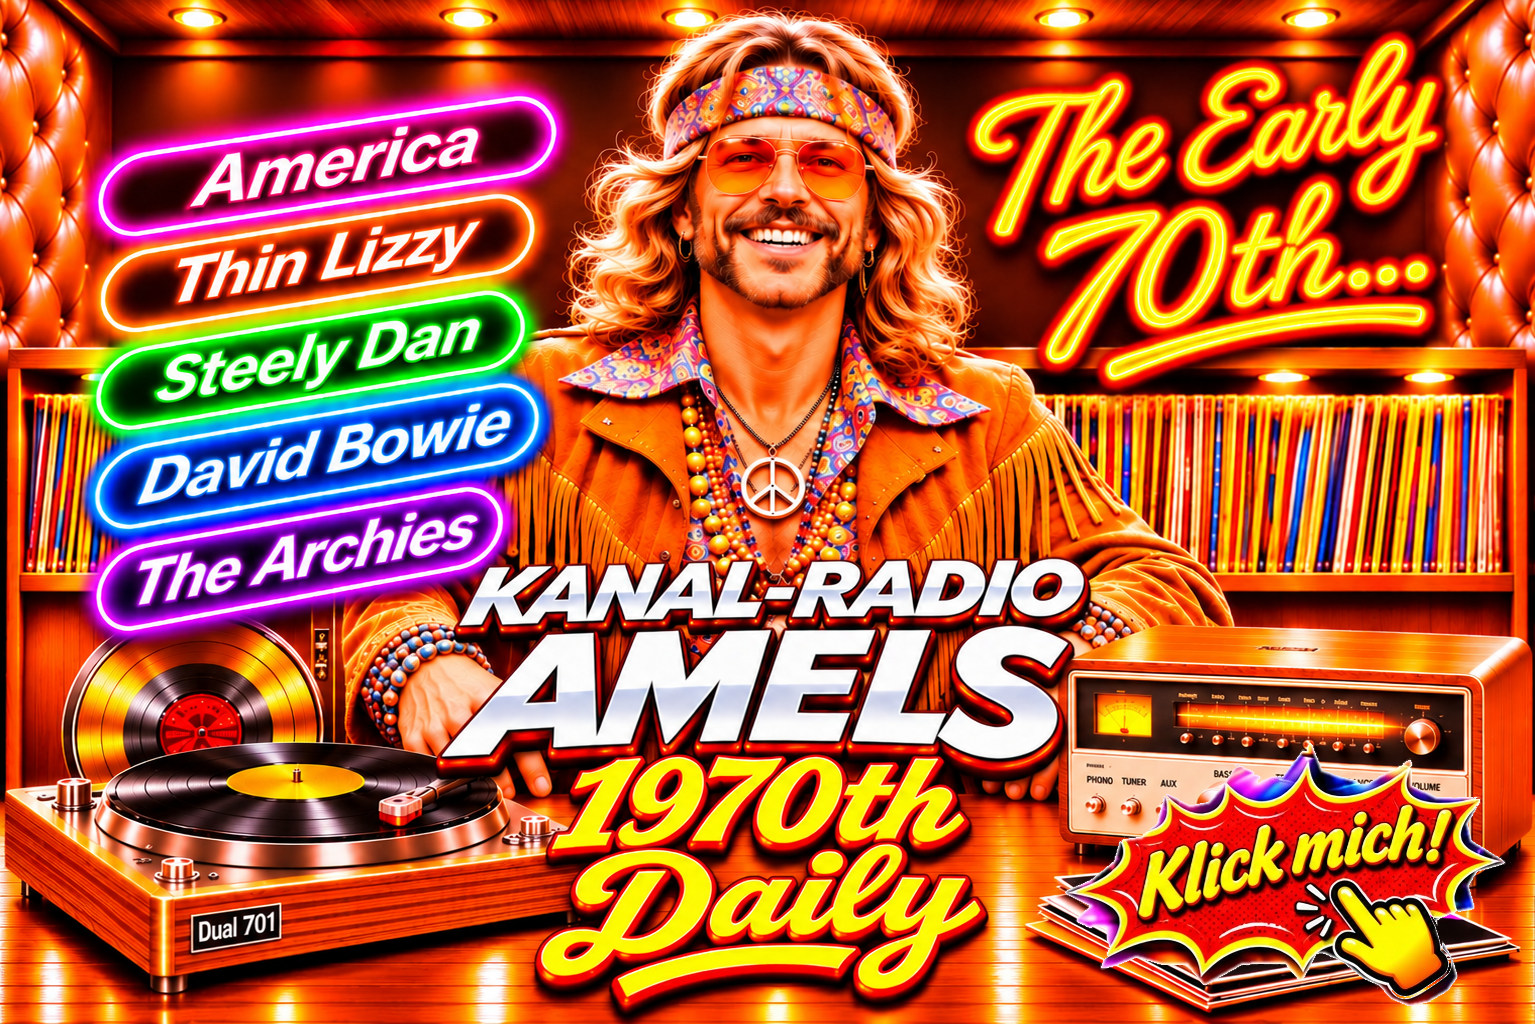 America
Thin Lizzy
Steely Dan
David Bowie
The Archies
The Early
70th...
KANAL-RADIO
AMELS
1970th
Daily
Dual 701
PHONO TUNER AUX
Klick mich!